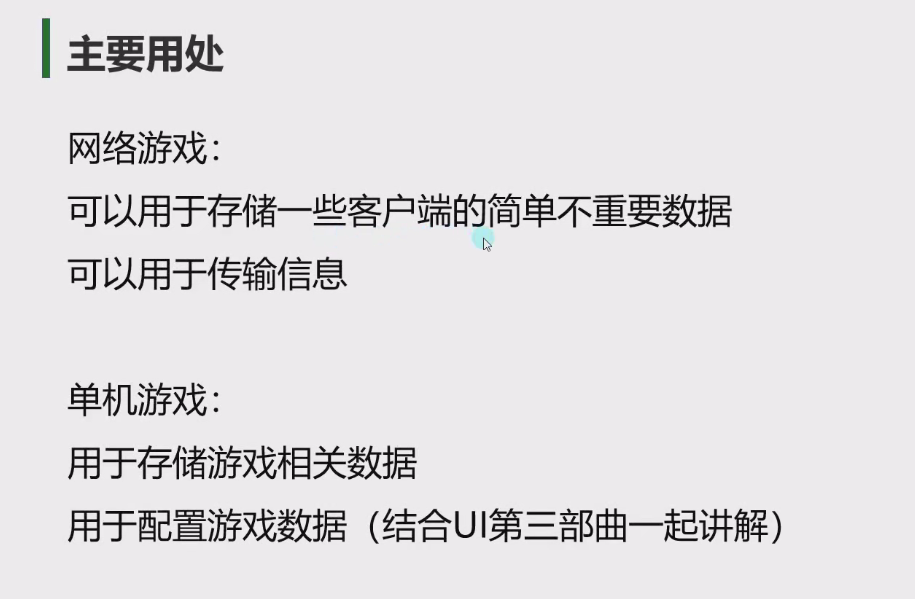 主要用处
网络游戏：
可以用于存储一些客户端的简单不重要数据
可以用于传输信息
单机游戏：
用于存储游戏相关数据
用于配置游戏数据（结合UI第三部曲一起讲解）